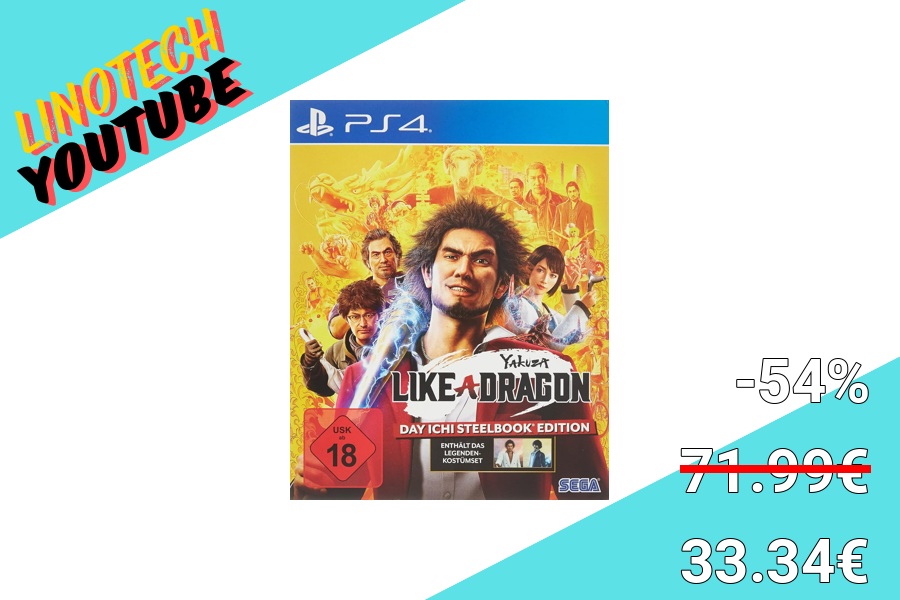 LINOTECH
YOUTUBE
PS4
YAKUZA
LIKE A DRAGON
DAY ICHI STEELBOOK® EDITION
USK
ab
18
ENTHÄLT DAS
LEGENDEN-
KOSTÜMSET
SEGA
-54%
71.99€
33.34€